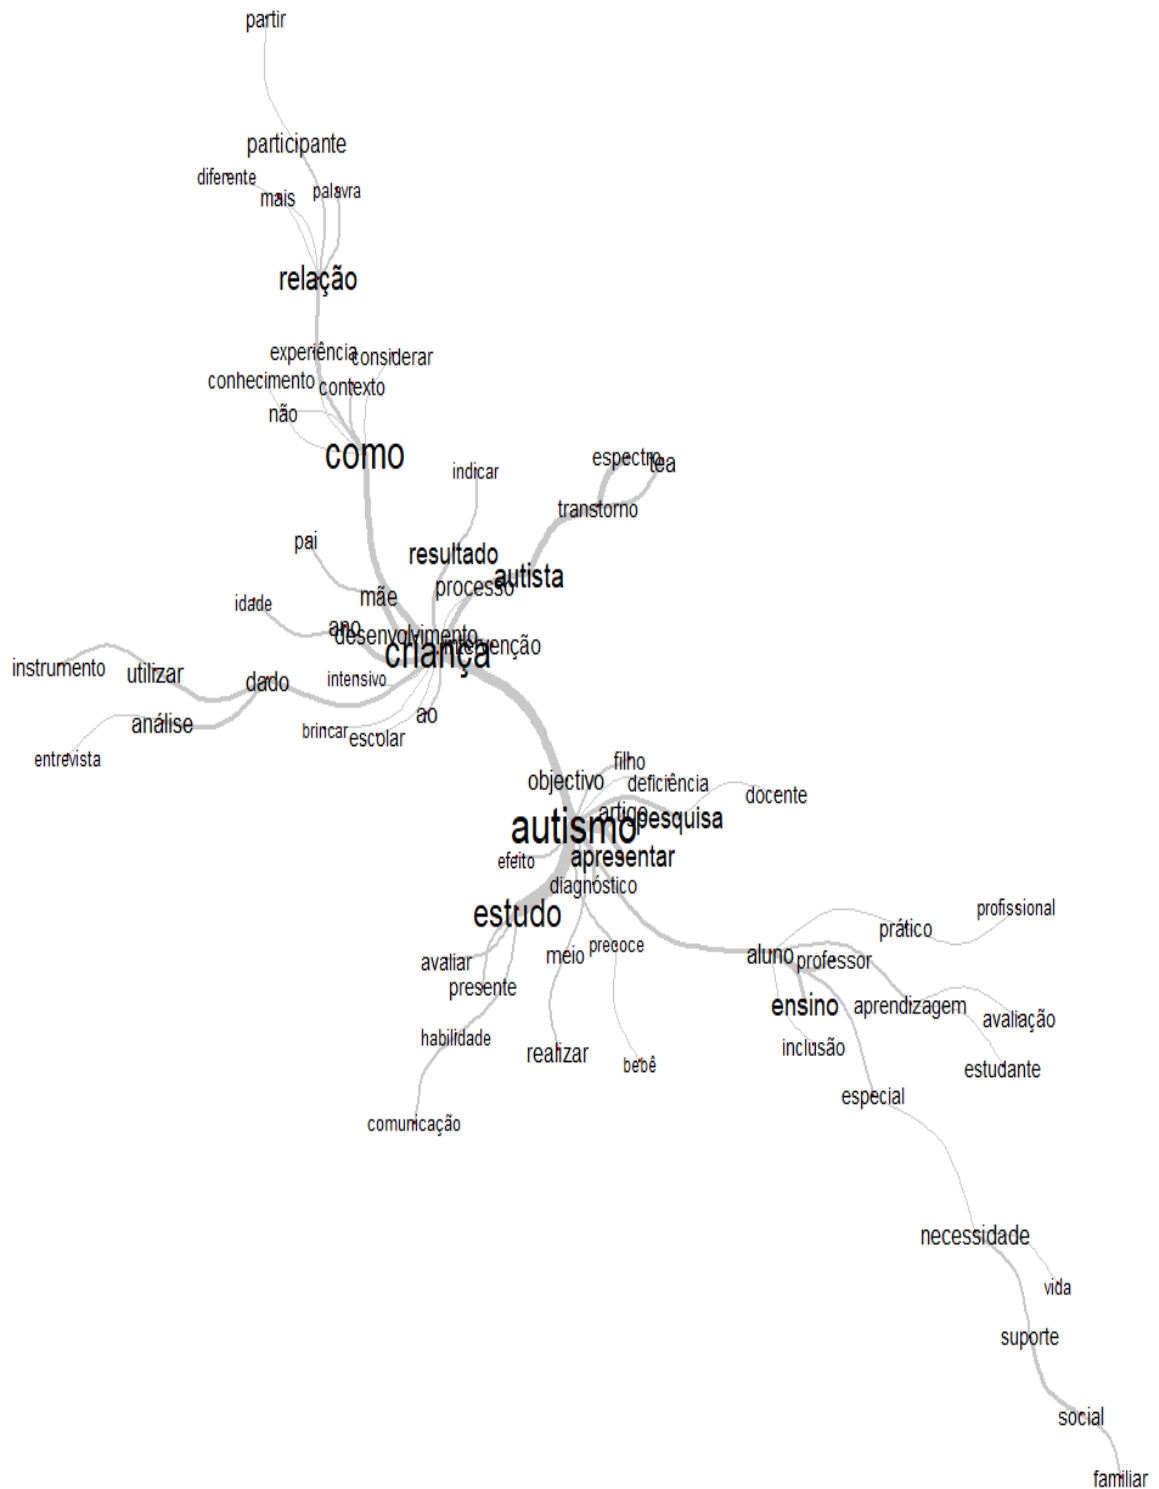 partir
participante
diferente
palavra
mais
relação
experiência
considerar
conhecimento
contexto
não
como
indicar
espectro
tea
transtorno
pai
resultado
autista
processo
mãe
idade
ano
desenvolvimento
intervenção
criança
instrumento
utilizar
dado
intensivo
ao
análise
brincar
escolar
entrevista
filho
objectivo
deficiência
docente
artigo
pesquisa
autismo
efeito
apresentar
diagnóstico
estudo
profissional
prático
precoce
avaliar
meio
aluno
professor
presente
ensino
aprendizagem
avaliação
habilidade
realizar
inclusão
bebê
estudante
especial
comunicação
necessidade
vida
suporte
social
familiar